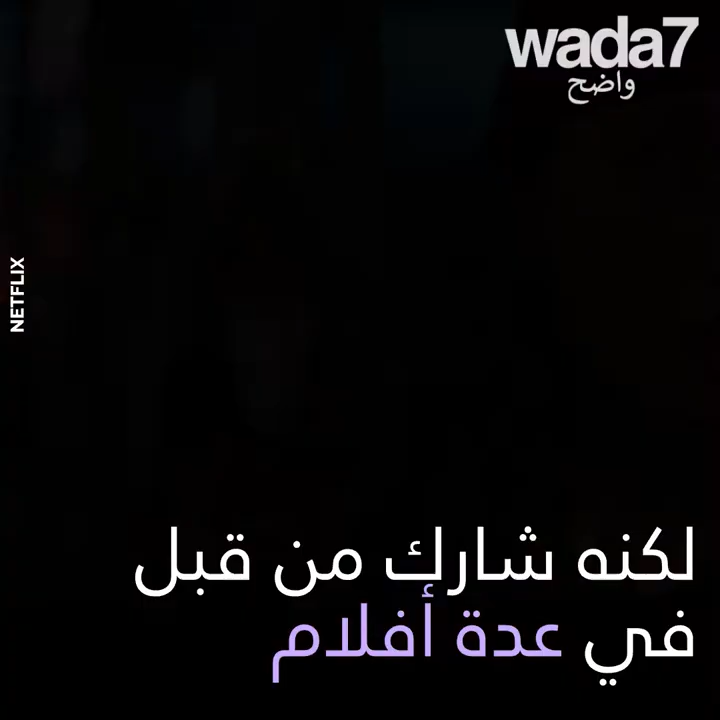 wada7
واضح
NETFLIX
لكنه شارك من قبل
في عدة أفلام